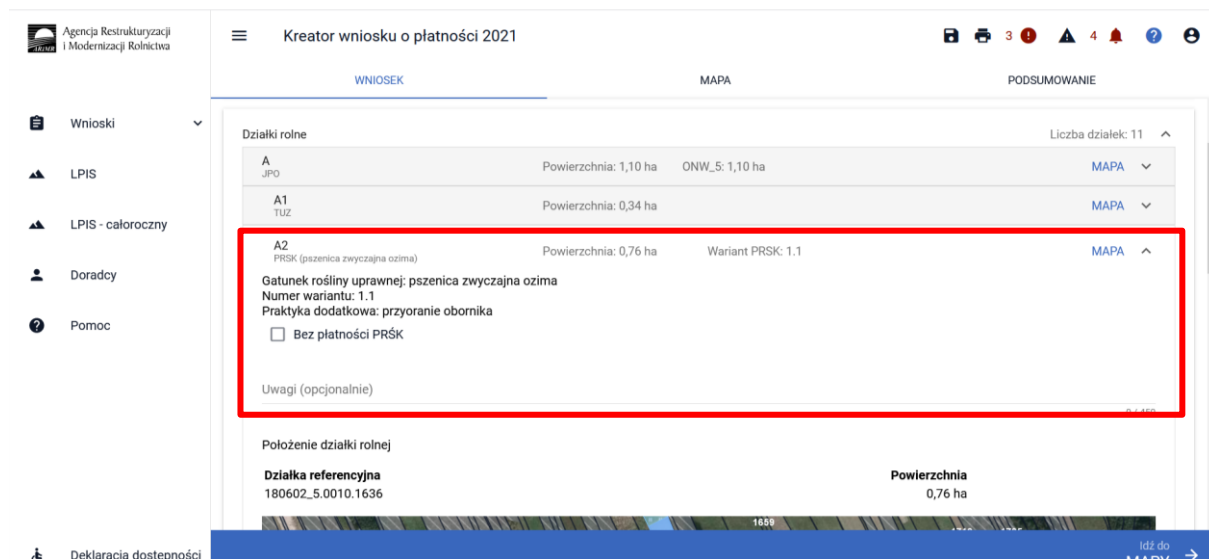 Agencja Restrukturyzacji
i Modernizacji Rolnictwa
ARiMR
Kreator wniosku o płatności 2021
3
4
WNIOSEK MAPA PODSUMOWANIE
Wnioski
LPIS
LPIS - całoroczny
Doradcy
Pomoc
Deklaracja dostępności
Działki rolne Liczba działek: 11
A
JPO
Powierzchnia: 1,10 ha ONW_5: 1,10 ha MAPA
A1
TUZ
Powierzchnia: 0,34 ha MAPA
A2
PRSK (pszenica zwyczajna ozima)
Powierzchnia: 0,76 ha Wariant PRSK: 1.1 MAPA
Gatunek rośliny uprawnej: pszenica zwyczajna ozima
Numer wariantu: 1.1
Praktyka dodatkowa: przyoranie obornika
Bez płatności PRŚK
Uwagi (opcjonalnie)
Położenie działki rolnej
Działka referencyjna Powierzchnia
180602_5.0010.1636 0,76 ha
1659
Idź do
MAPY